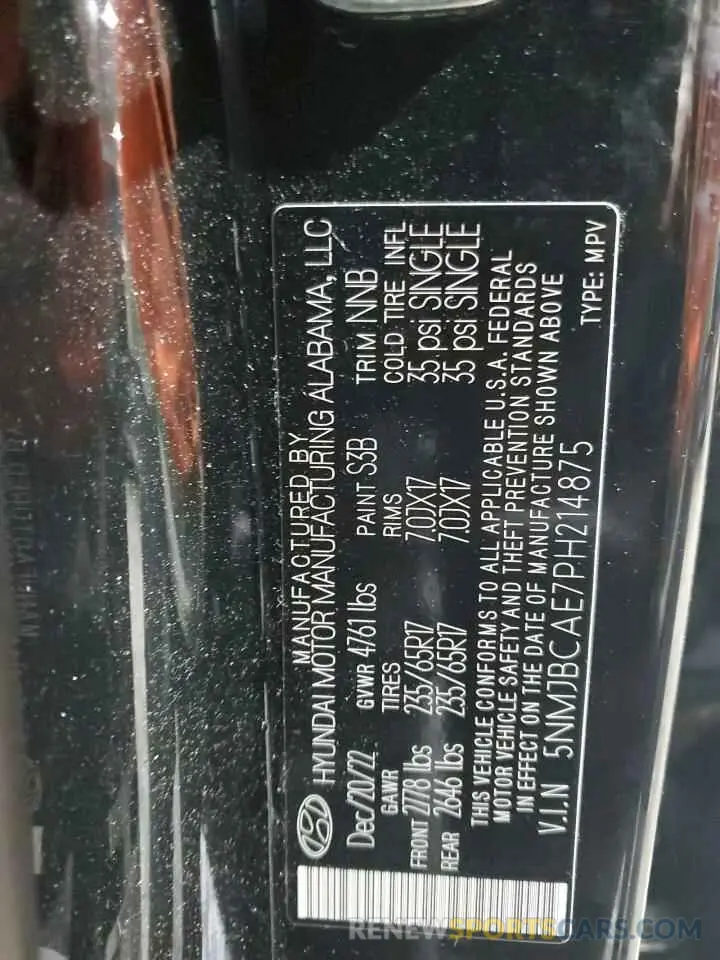 MANUFACTURED BY
HYUNDAI MOTOR MANUFACTURING ALABAMA, LLC
Dec/20/22 GVWR 4761 lbs PAINT S3B TRIM NNB
GAWR TIRES RIMS COLD TIRE INFL
FRONT 2778 lbs 235/65R17 7.0JX17 35 psi SINGLE
REAR 2646 lbs 235/65R17 7.0JX17 35 psi SINGLE
THIS VEHICLE CONFORMS TO ALL APPLICABLE U.S.A. FEDERAL
MOTOR VEHICLE SAFETY AND THEFT PREVENTION STANDARDS
IN EFFECT ON THE DATE OF MANUFACTURE SHOWN ABOVE
V.I.N 5NMJBCAE7PH214875
TYPE: MPV
RENEWSPORTSCARS.COM